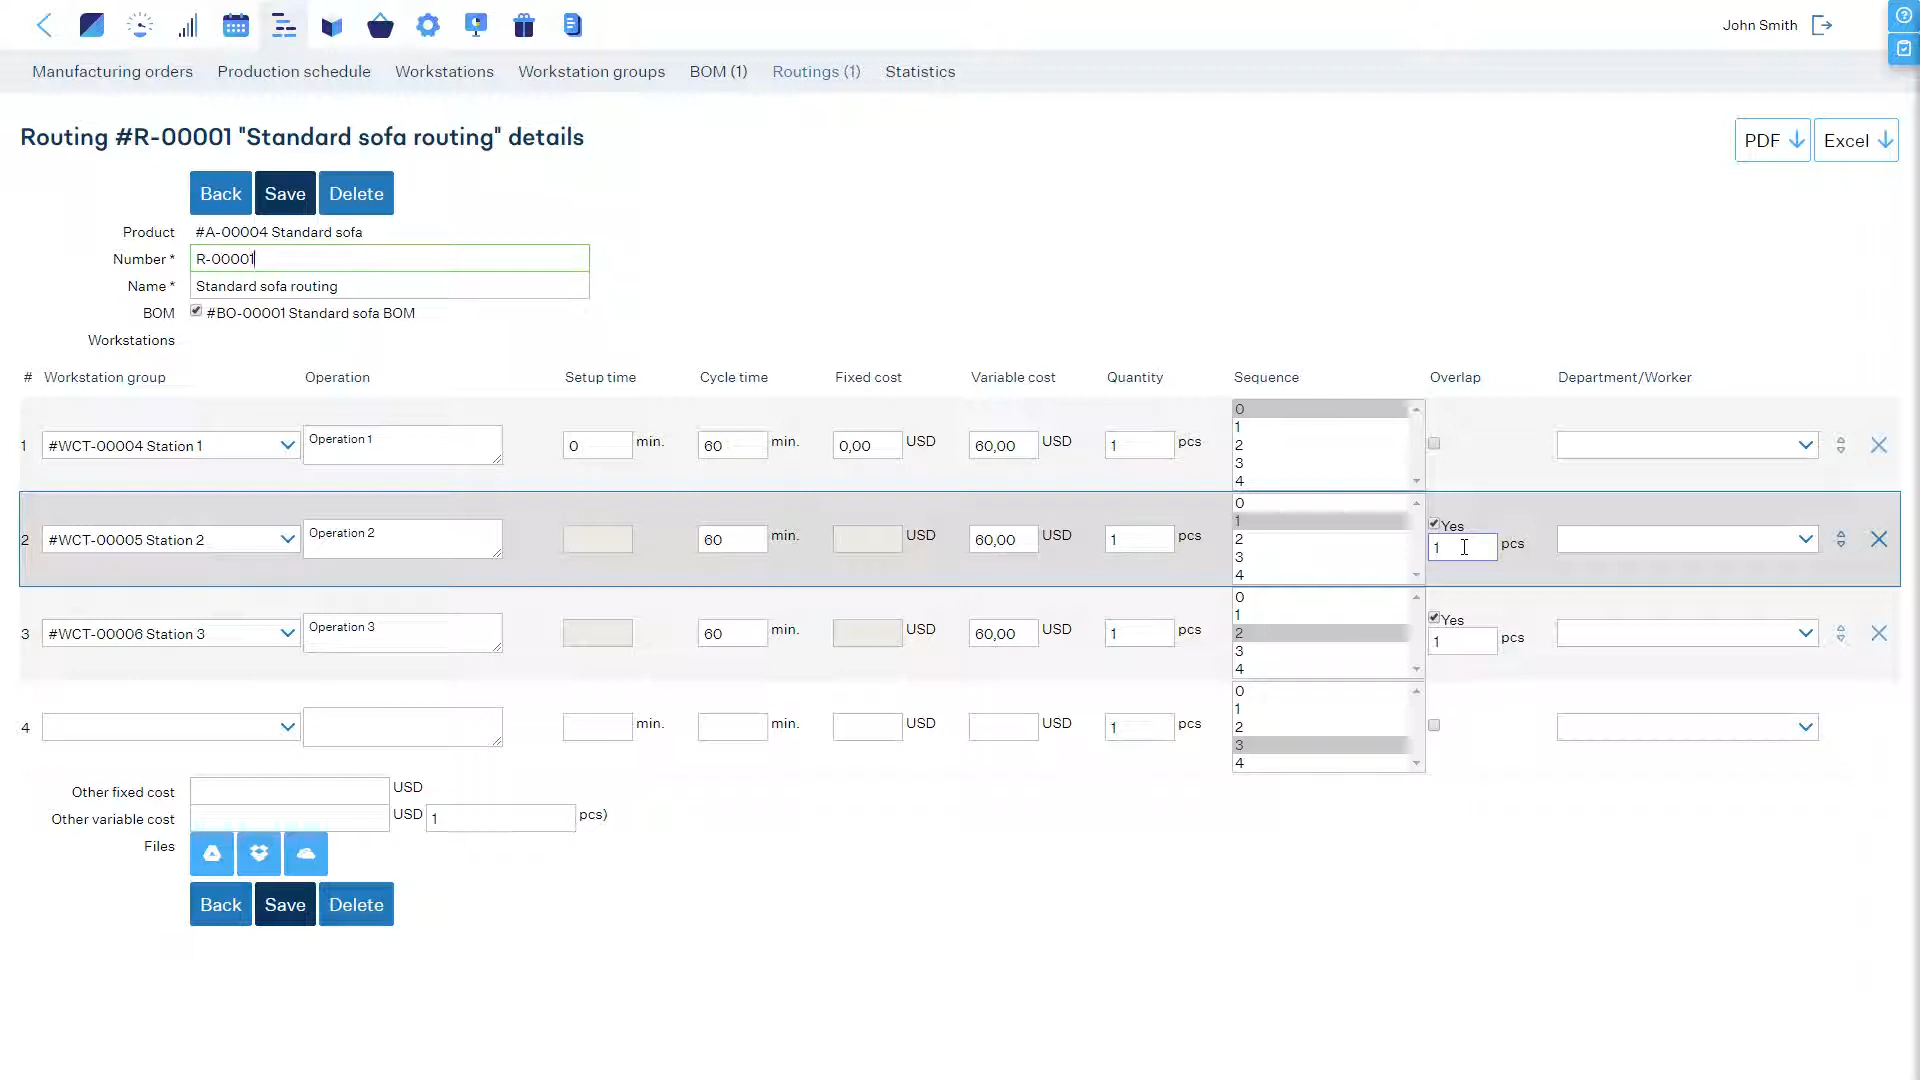 John Smith
Manufacturing orders Production schedule Workstations Workstation groups BOM (1) Routings (1) Statistics
Routing #R-00001 "Standard sofa routing" details
PDF Excel
Back Save Delete
Product #A-00004 Standard sofa
Number * R-00001
Name * Standard sofa routing
BOM #BO-00001 Standard sofa BOM
Workstations
# Workstation group Operation Setup time Cycle time Fixed cost Variable cost Quantity Sequence Overlap Department/Worker
1 #WCT-00004 Station 1 Operation 1 0 min. 60 min. 0,00 USD 60,00 USD 1 pcs
0
1
2
3
4
2 #WCT-00005 Station 2 Operation 2 60 min. USD 60,00 USD 1 pcs
0
1
2
3
4
Yes
1 pcs
3 #WCT-00006 Station 3 Operation 3 60 min. USD 60,00 USD 1 pcs
0
1
2
3
4
Yes
1 pcs
4 min. min. USD USD 1 pcs
0
1
2
3
4
Other fixed cost USD
Other variable cost USD 1 pcs)
Files
Back Save Delete